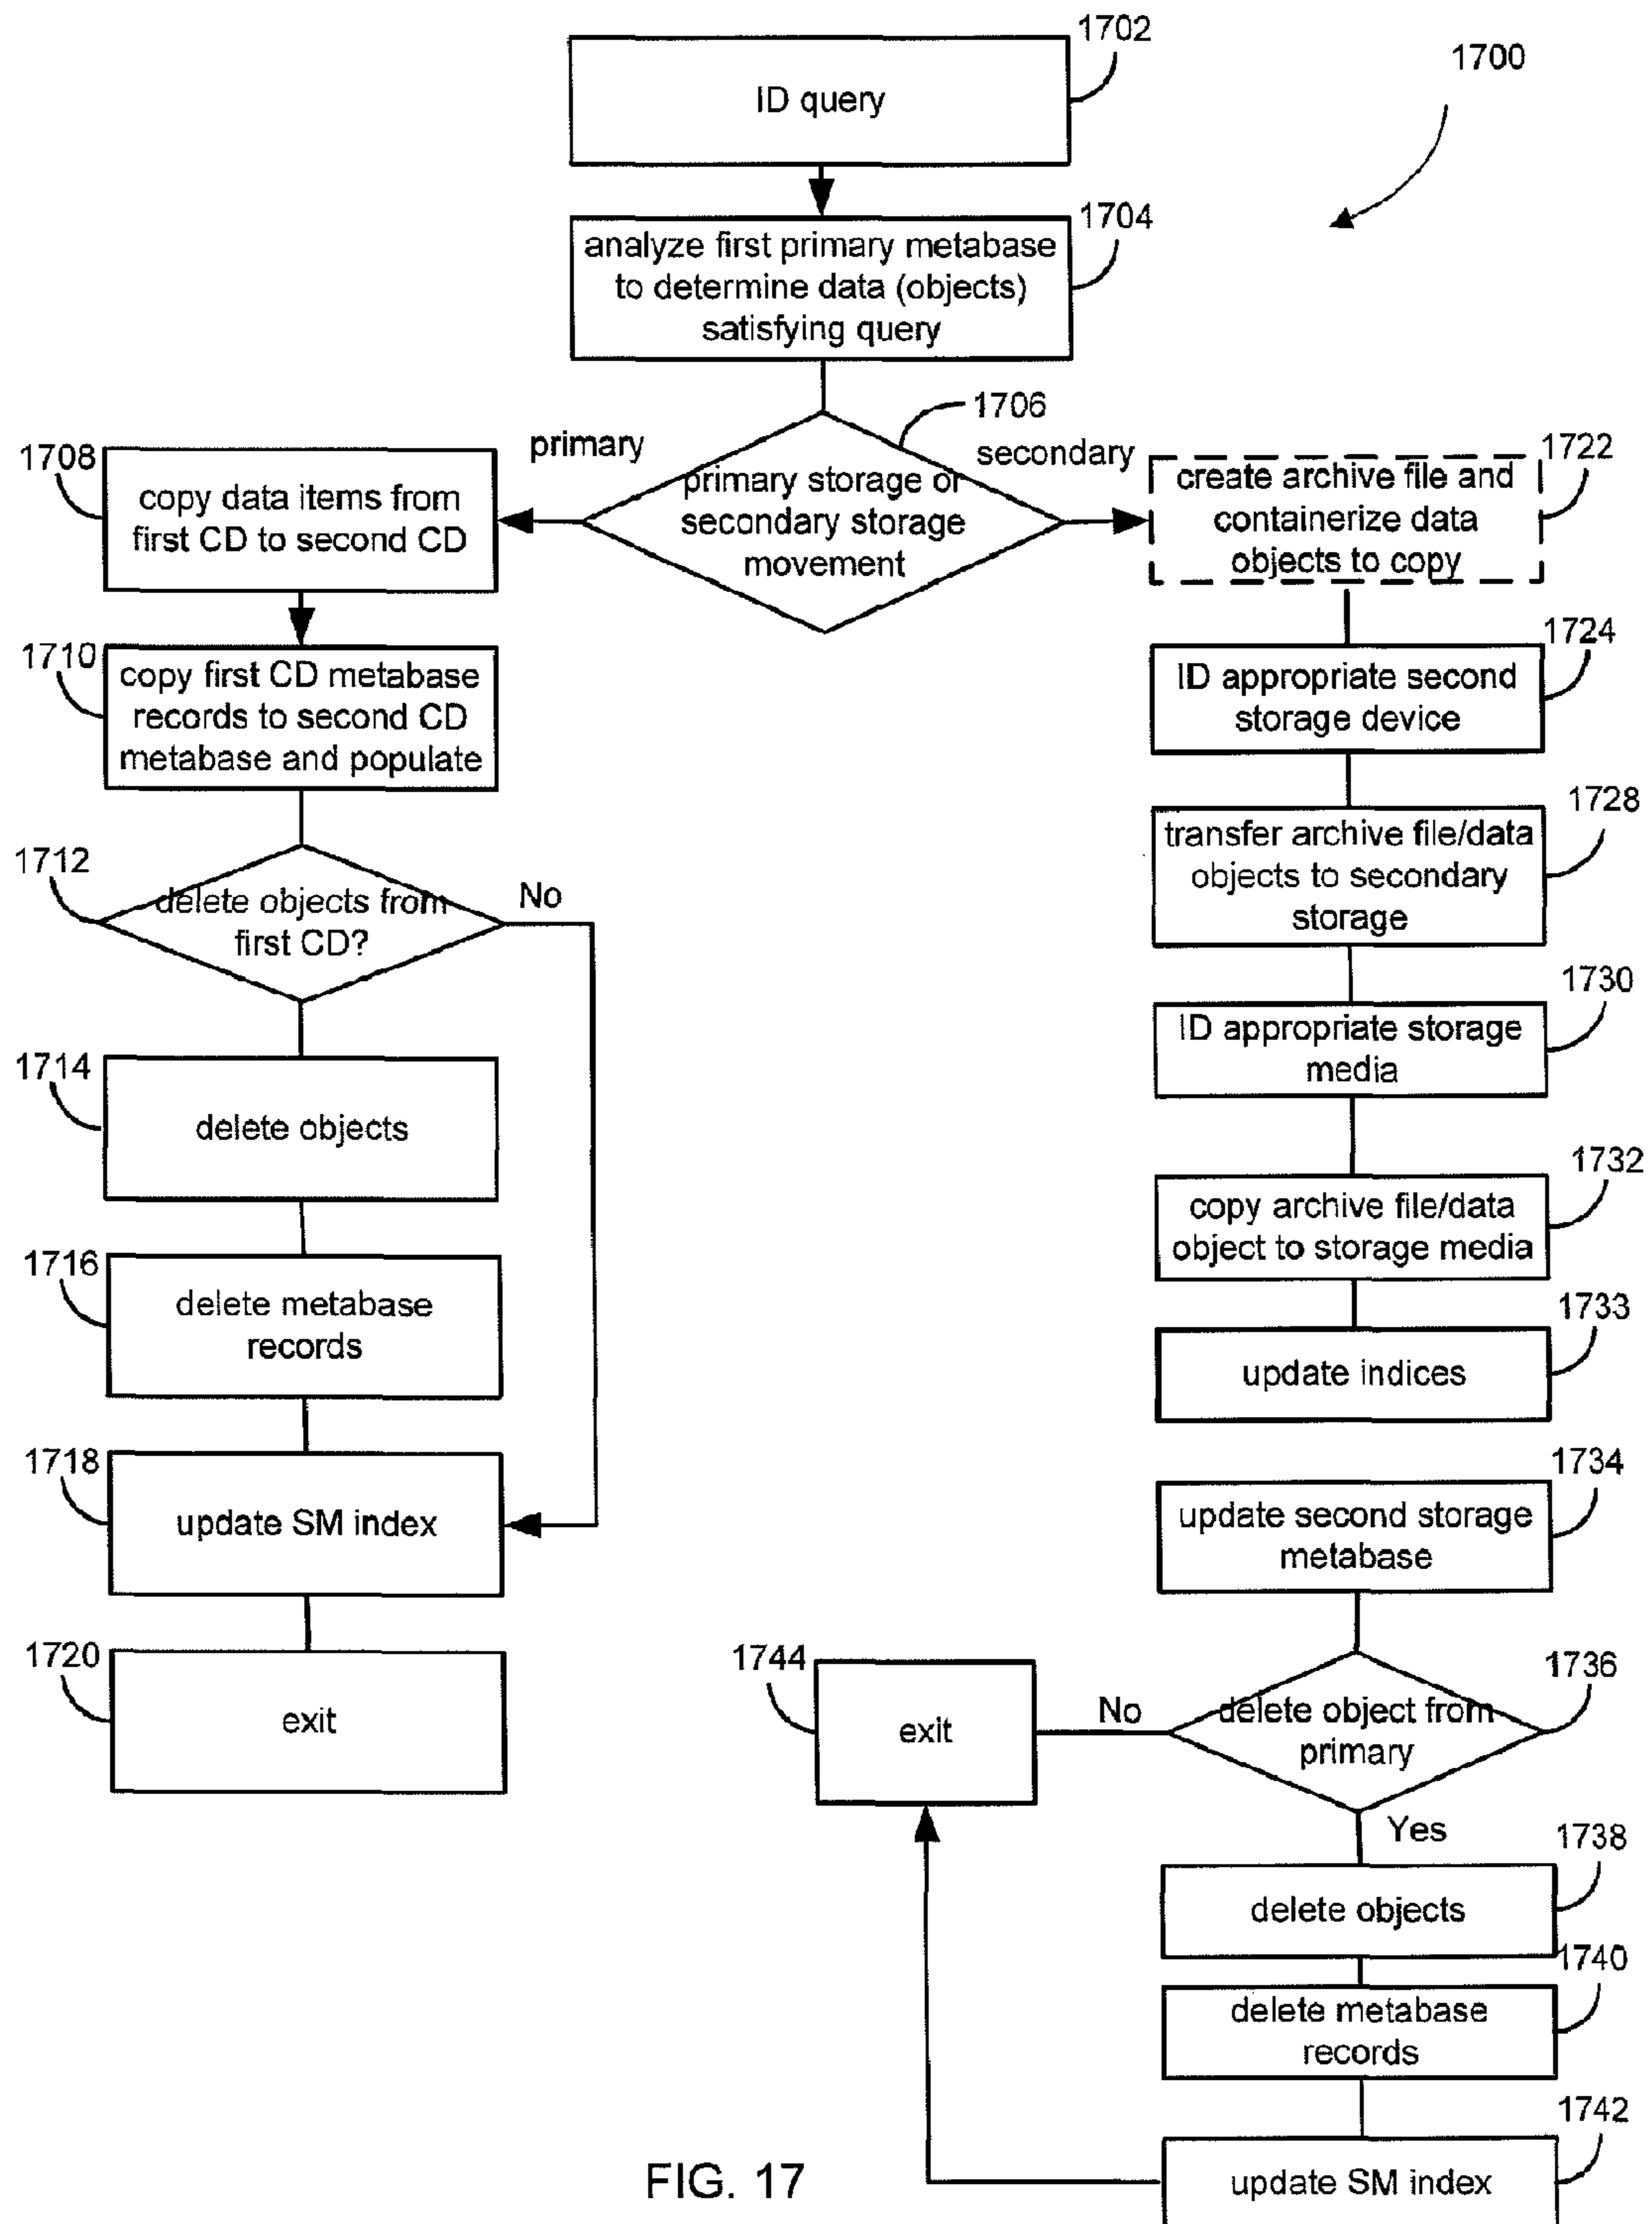 1702
1700
ID query
1704
analyze first primary metabase
to determine data (objects)
satisfying query
1706
primary
secondary
primary storage or
secondary storage
movement
1708
copy data items from
first CD to second CD
1710
copy first CD metabase
records to second CD
metabase and populate
1712
delete objects from
first CD?
No
1714
delete objects
1716
delete metabase
records
1718
update SM index
1720
exit
1722
create archive file and
containerize data
objects to copy
1724
ID appropriate second
storage device
1728
transfer archive file/data
objects to secondary
storage
1730
ID appropriate storage
media
1732
copy archive file/data
object to storage media
1733
update indices
1734
update second storage
metabase
1736
delete object from
primary
No
1744
exit
Yes
1738
delete objects
1740
delete metabase
records
1742
update SM index
FIG. 17